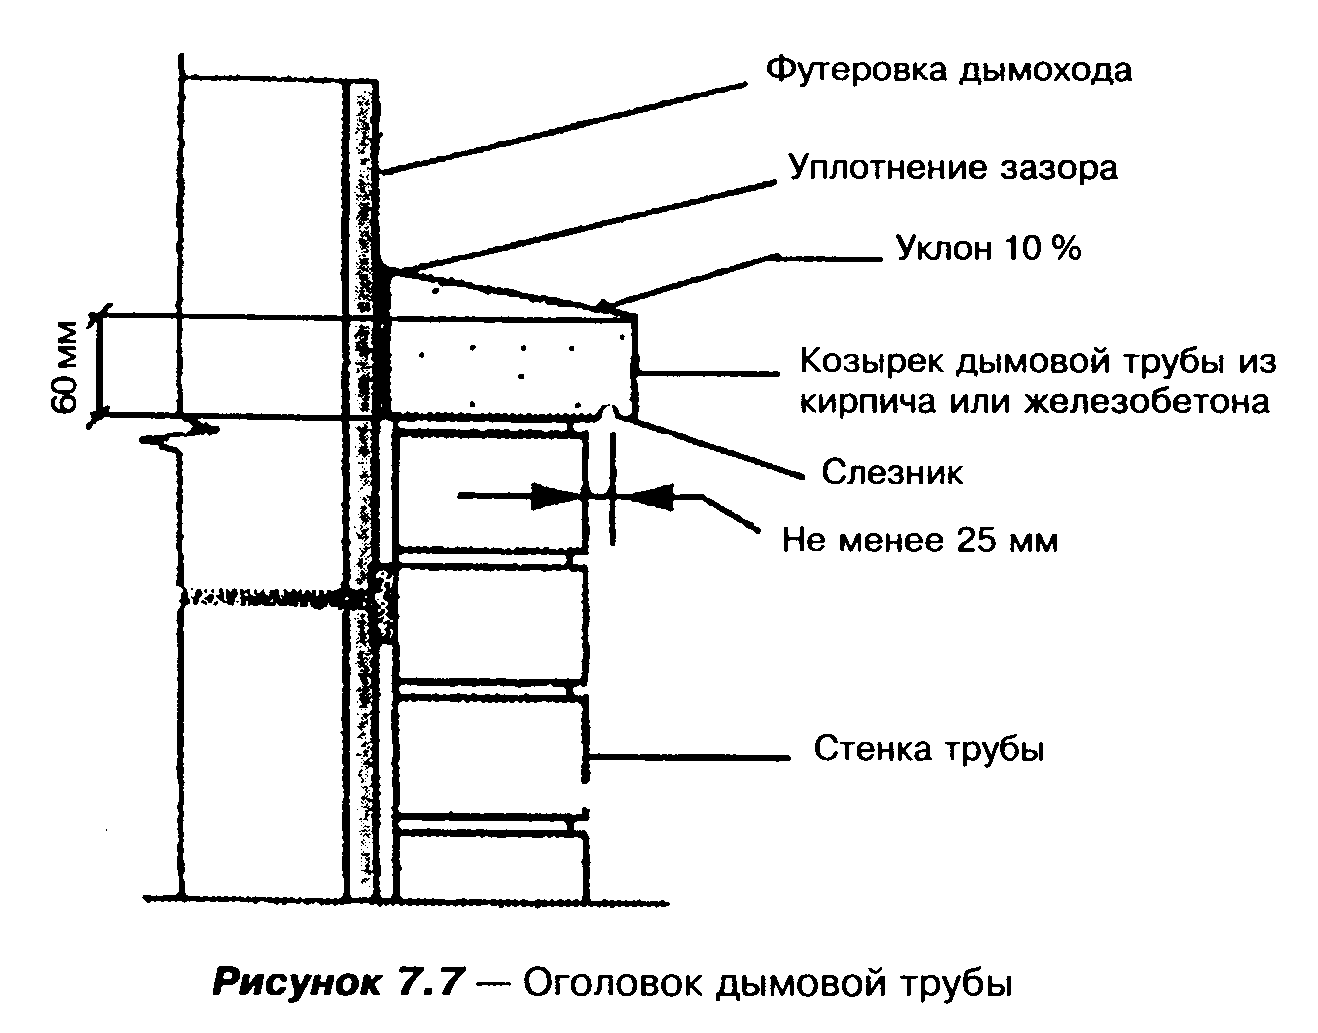 Футеровка дымохода
Уплотнение зазора
Уклон 10 %
60 мм
Козырек дымовой трубы из
кирпича или железобетона
Слезник
Не менее 25 мм
Стенка трубы
Рисунок 7.7 — Оголовок дымовой трубы